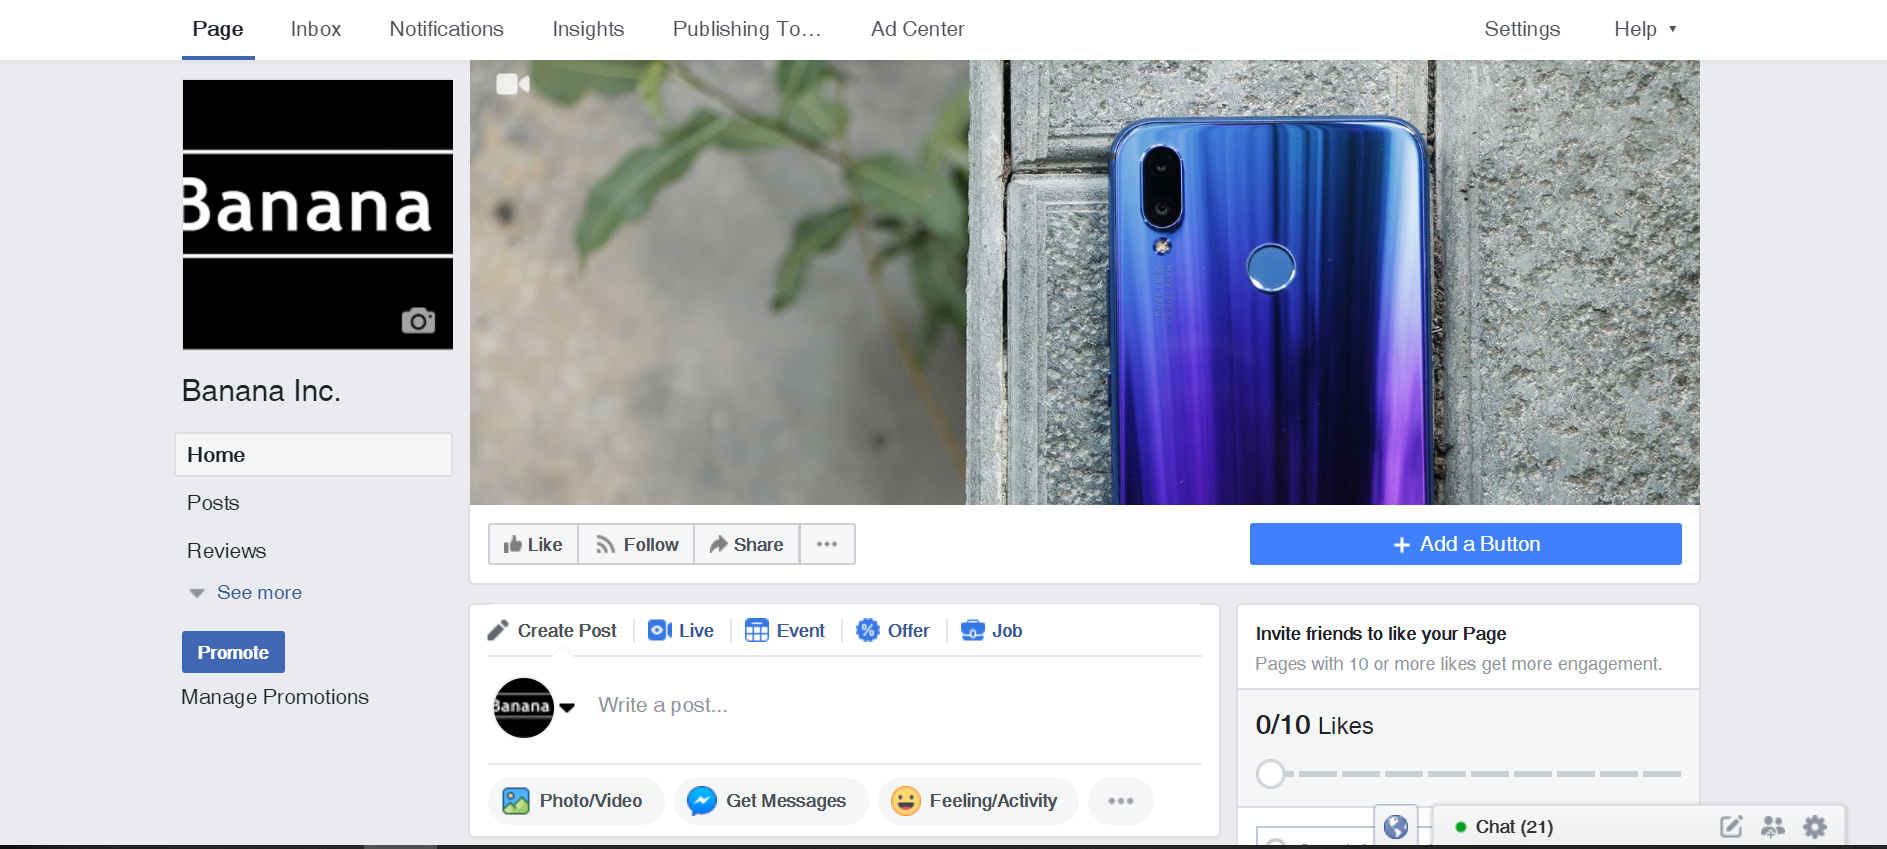 Page Inbox Notifications Insights Publishing To... Ad Center Settings Help
Banana
Banana Inc.
Home
Posts
Reviews
See more
Promote
Manage Promotions
Like Follow Share
+ Add a Button
Create Post Live Event Offer Job
Banana
Write a post...
Photo/Video Get Messages Feeling/Activity
Invite friends to like your Page
Pages with 10 or more likes get more engagement.
0/10 Likes
Chat (21)